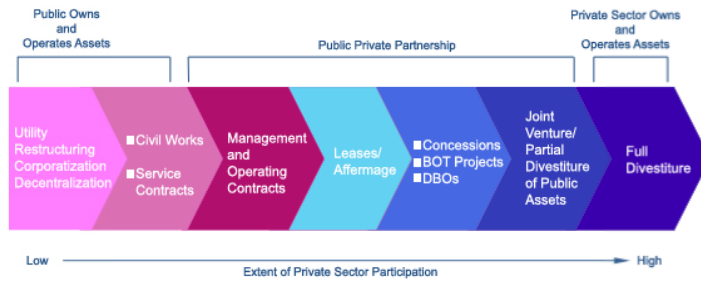 Public Owns
and
Operates Assets
Public Private Partnership
Private Sector Owns
and
Operates Assets
Utility
Restructuring
Corporatization
Decentralization
Civil Works
Service
Contracts
Management
and
Operating
Contracts
Leases/
Affermage
Concessions
BOT Projects
DBOs
Joint
Venture/
Partial
Divestiture
of Public
Assets
Full
Divestiture
Low
High
Extent of Private Sector Participation